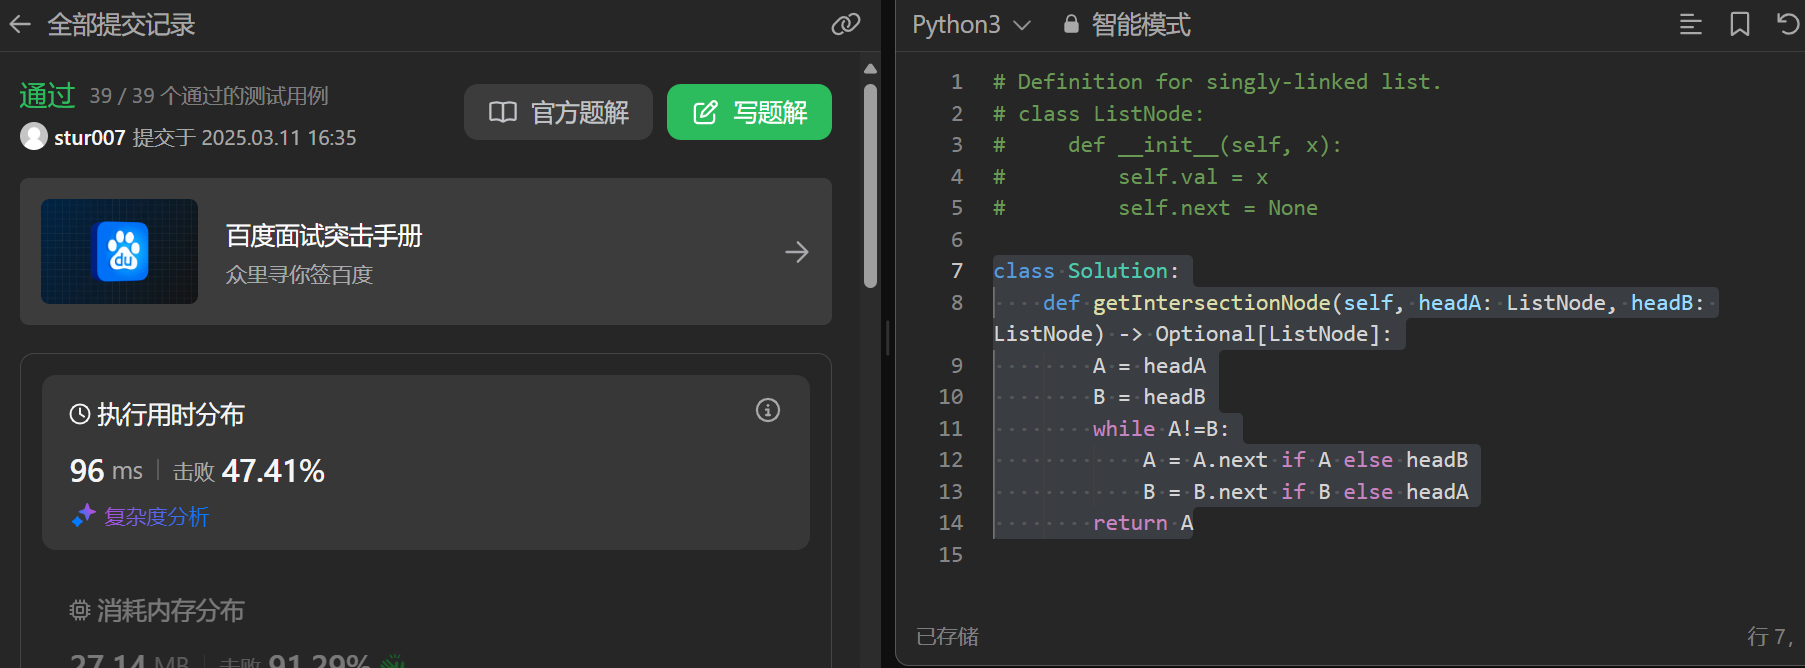 全部提交记录
通过 39 / 39 个通过的测试用例
stur007 提交于 2025.03.11 16:35
官方题解
写题解
du
百度面试突击手册
众里寻你签百度
执行用时分布
96 ms 击败 47.41%
复杂度分析
消耗内存分布
27.14 MB 击败 91.29%
Python3 智能模式
1 # Definition for singly-linked list.
2 # class ListNode:
3 #     def __init__(self, x):
4 #         self.val = x
5 #         self.next = None
6
7 class Solution:
8     def getIntersectionNode(self, headA: ListNode, headB:
ListNode) -> Optional[ListNode]:
9         A = headA
10         B = headB
11         while A!=B:
12             A = A.next if A else headB
13             B = B.next if B else headA
14         return A
15
已存储
行 7,